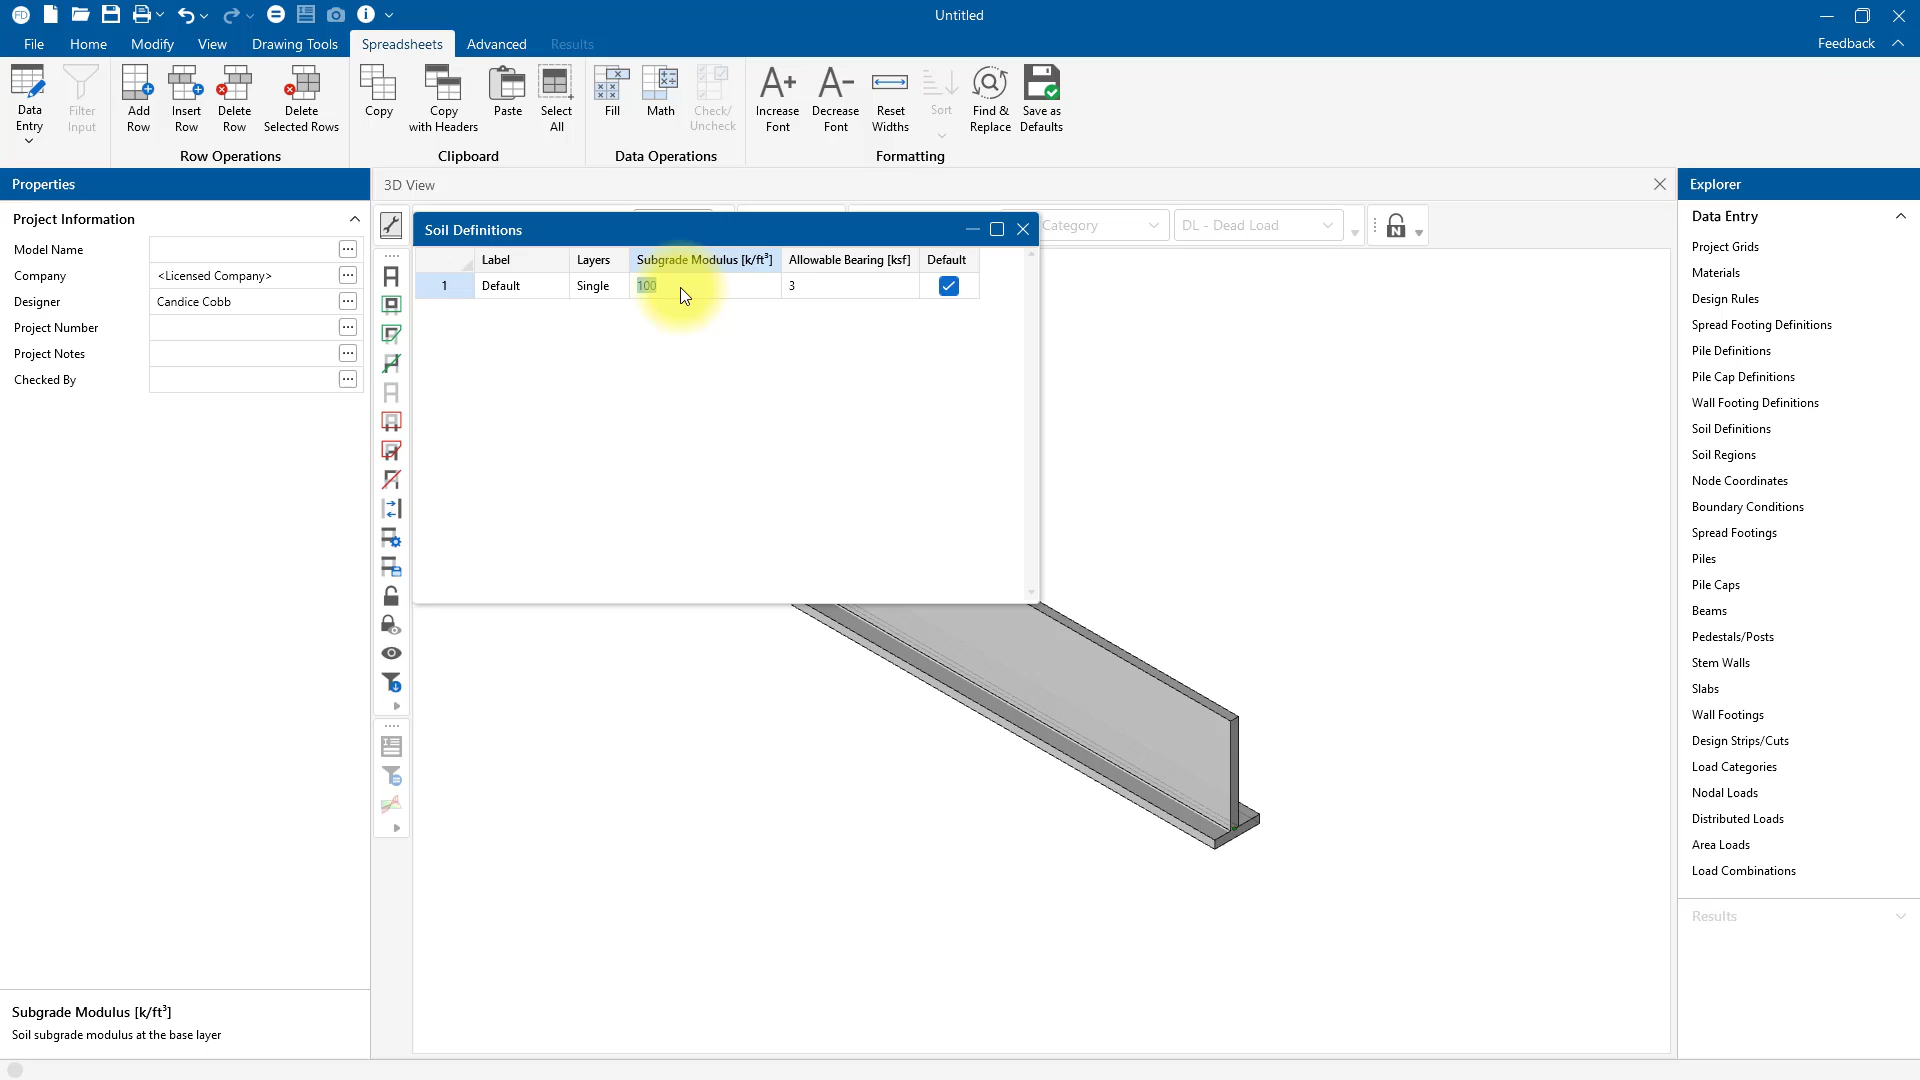 FD
Untitled
File Home Modify View Drawing Tools Spreadsheets Advanced Results
Feedback
Data Entry
Filter Input
Add Row
Insert Row
Delete Row
Delete Selected Rows
Row Operations
Copy
Copy with Headers
Paste
Select All
Clipboard
Fill
Math
Check/ Uncheck
Data Operations
A+ Increase Font
A- Decrease Font
Reset Widths
Sort
Find & Replace
Save as Defaults
Formatting
Properties
Project Information
Model Name
Company <Licensed Company>
Designer Candice Cobb
Project Number
Project Notes
Checked By
Subgrade Modulus [k/ft³]
Soil subgrade modulus at the base layer
3D View
Category
DL - Dead Load
N
Soil Definitions
Label Layers Subgrade Modulus [k/ft³] Allowable Bearing [ksf] Default
1 Default Single 100 3
Explorer
Data Entry
Project Grids
Materials
Design Rules
Spread Footing Definitions
Pile Definitions
Pile Cap Definitions
Wall Footing Definitions
Soil Definitions
Soil Regions
Node Coordinates
Boundary Conditions
Spread Footings
Piles
Pile Caps
Beams
Pedestals/Posts
Stem Walls
Slabs
Wall Footings
Design Strips/Cuts
Load Categories
Nodal Loads
Distributed Loads
Area Loads
Load Combinations
Results